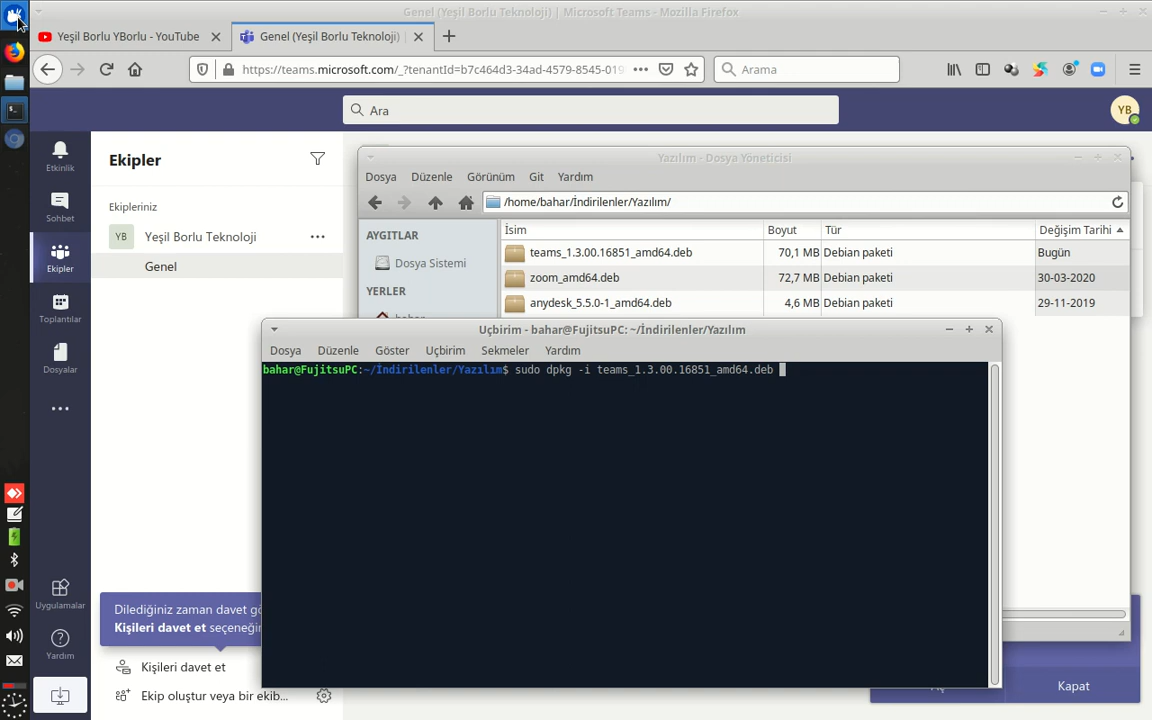 Genel (Yeşil Borlu Teknoloji) | Microsoft Teams - Mozilla Firefox
Yeşil Borlu YBorlu - YouTube
Genel (Yeşil Borlu Teknoloji) |
https://teams.microsoft.com/_?tenantId=b7c464d3-34ad-4579-8545-019
Arama
Ara
YB
Etkinlik
Sohbet
Ekipler
Toplantılar
Dosyalar
Uygulamalar
Yardım
Ekipler
Ekipleriniz
YB Yeşil Borlu Teknoloji
Genel
Dilediğiniz zaman davet
Kişileri davet et
Kişileri davet et
Ekip oluştur veya bir ekib...
Yazılım - Dosya Yöneticisi
Dosya Düzenle Görünüm Git Yardım
/home/bahar/İndirilenler/Yazılım/
AYGITLAR
Dosya Sistemi
YERLER
İsim Boyut Tür Değişim Tarihi
teams_1.3.00.16851_amd64.deb 70,1 MB Debian paketi Bugün
zoom_amd64.deb 72,7 MB Debian paketi 30-03-2020
anydesk_5.5.0-1_amd64.deb 4,6 MB Debian paketi 29-11-2019
Uçbirim - bahar@FujitsuPC: ~/İndirilenler/Yazılım
Dosya Düzenle Göster Uçbirim Sekmeler Yardım
bahar@FujitsuPC:~/İndirilenler/Yazılım$ sudo dpkg -i teams_1.3.00.16851_amd64.deb
Kapat